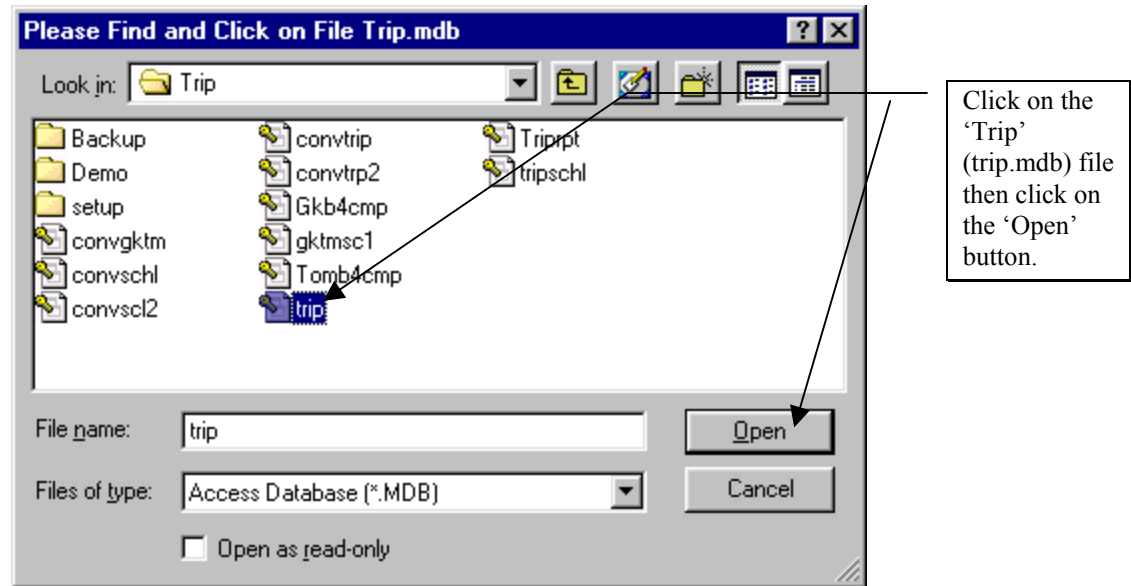 Please Find and Click on File Trip.mdb
Look in: Trip
Backup
Demo
setup
convgktm
convschl
convscl2
convtrip
convtrp2
Gkb4cmp
gktmsc1
Tomb4cmp
trip
Triprpt
tripschl
File name: trip
Open
Files of type: Access Database (*.MDB)
Cancel
Open as read-only
Click on the
‘Trip’
(trip.mdb) file
then click on
the ‘Open’
button.